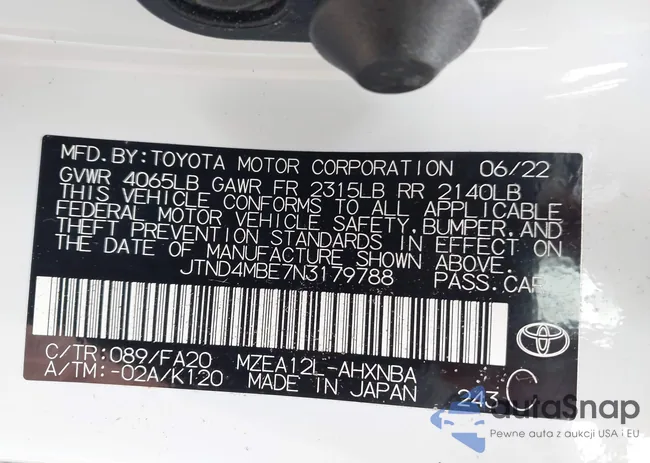 MFD.BY:TOYOTA MOTOR CORPORATION 06/22
GVWR 4065LB GAWR FR 2315LB RR 2140LB
THIS VEHICLE CONFORMS TO ALL APPLICABLE
FEDERAL MOTOR VEHICLE SAFETY,BUMPER,AND
THEFT PREVENTION STANDARDS IN EFFECT ON
THE DATE OF MANUFACTURE SHOWN ABOVE.
JTND4MBE7N3179788 PASS.CAR
C/TR:089/FA20 MZEA12L-AHXNBA
A/TM:-02A/K120 MADE IN JAPAN 243 C
autoSnap
Pewne auta z aukcji USA i EU